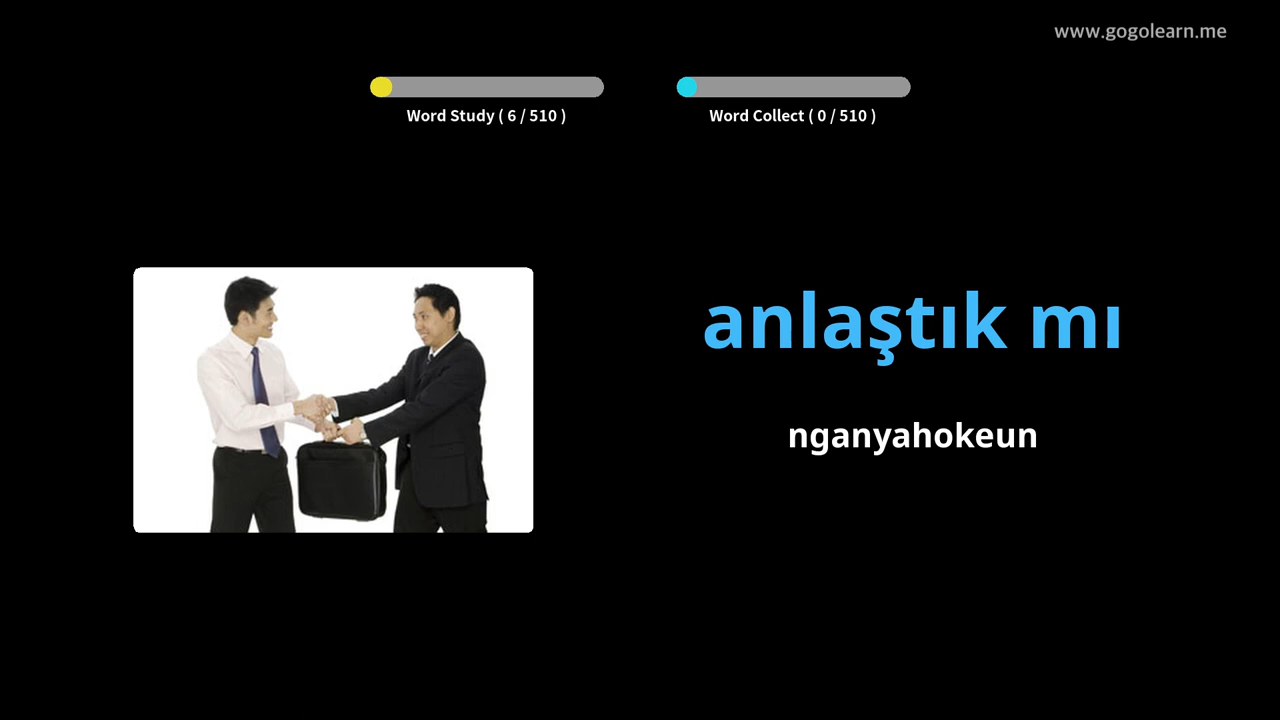 www.gogolearn.me
Word Study ( 6 / 510 )
Word Collect ( 0 / 510 )
anlaştık mı
nganyahokeun